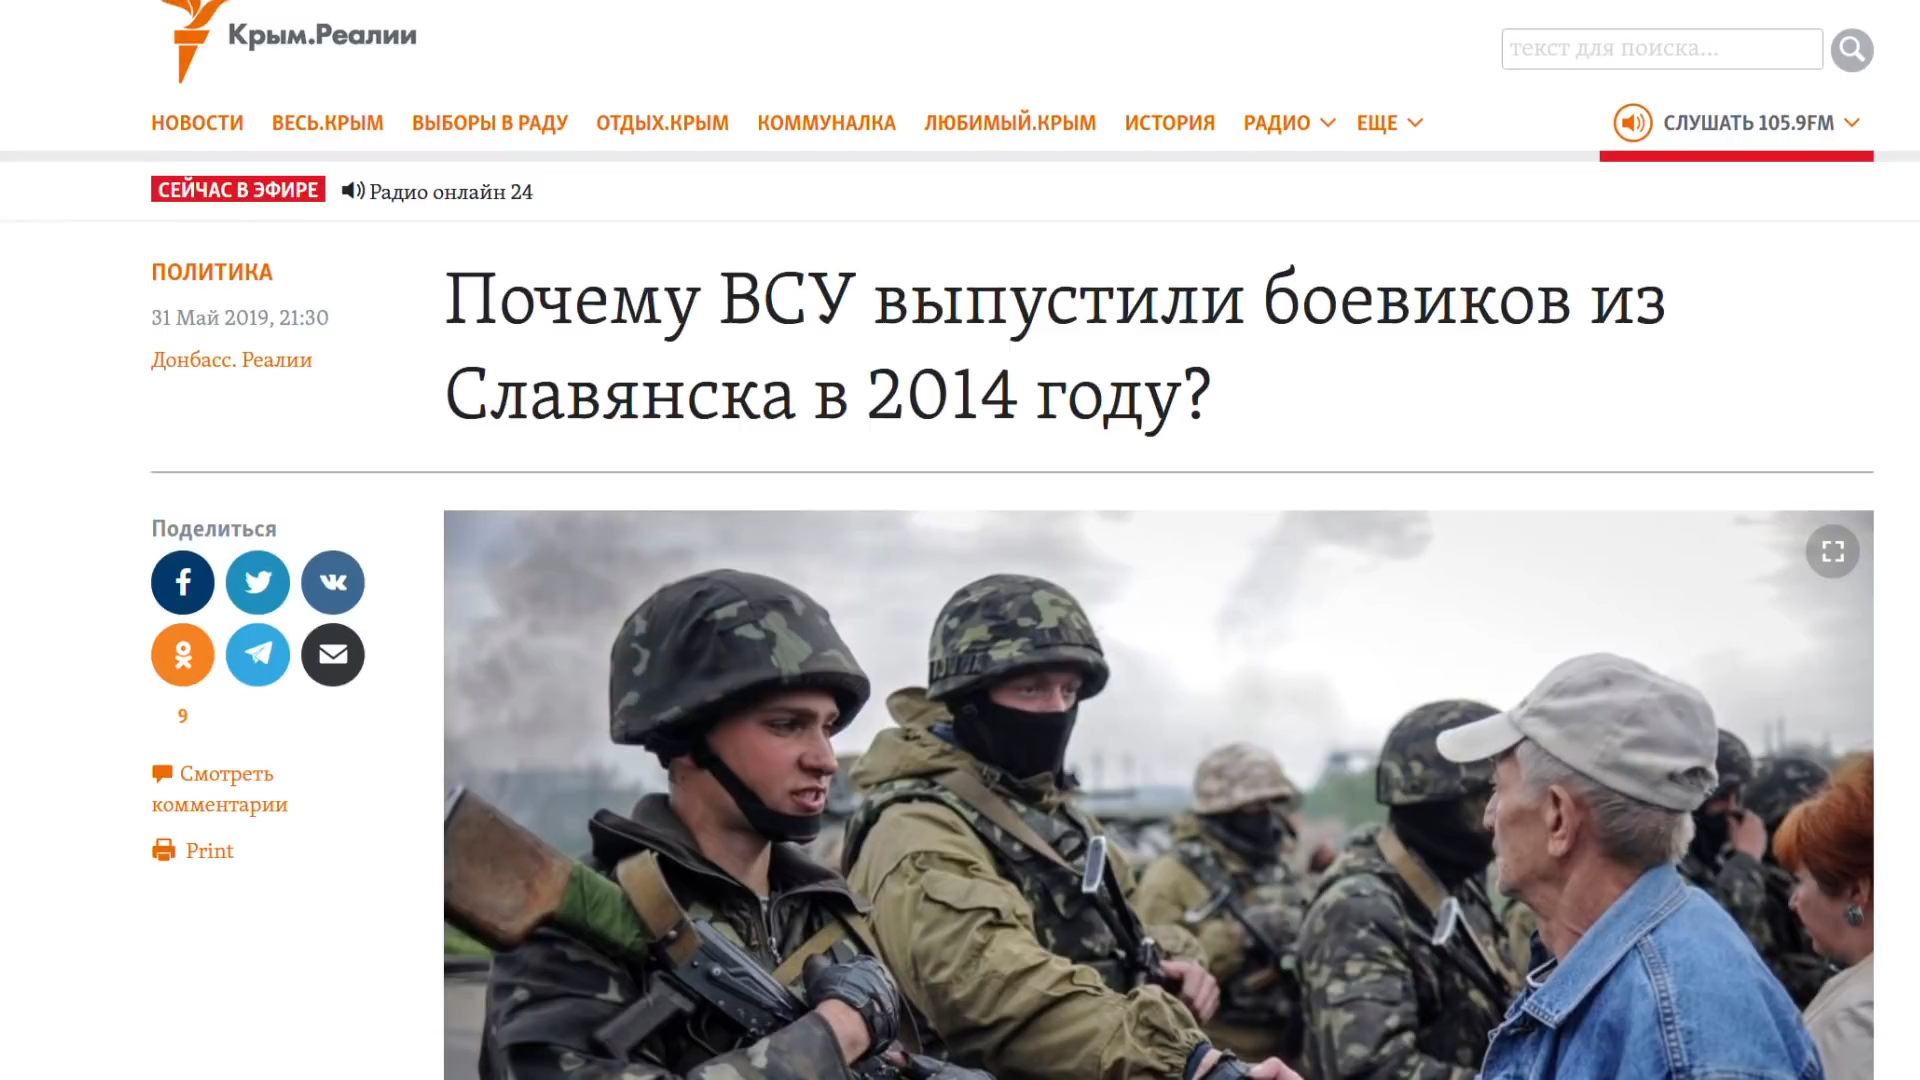 Крым.Реалии
текст для поиска...
НОВОСТИ ВЕСЬ.КРЫМ ВЫБОРЫ В РАДУ ОТДЫХ.КРЫМ КОММУНАЛКА ЛЮБИМЫЙ.КРЫМ ИСТОРИЯ РАДИО ЕЩЕ СЛУШАТЬ 105.9FM
СЕЙЧАС В ЭФИРЕ Радио онлайн 24
ПОЛИТИКА
31 Май 2019, 21:30
Донбасс. Реалии
Почему ВСУ выпустили боевиков из
Славянска в 2014 году?
Поделиться
9
Смотреть
комментарии
Print